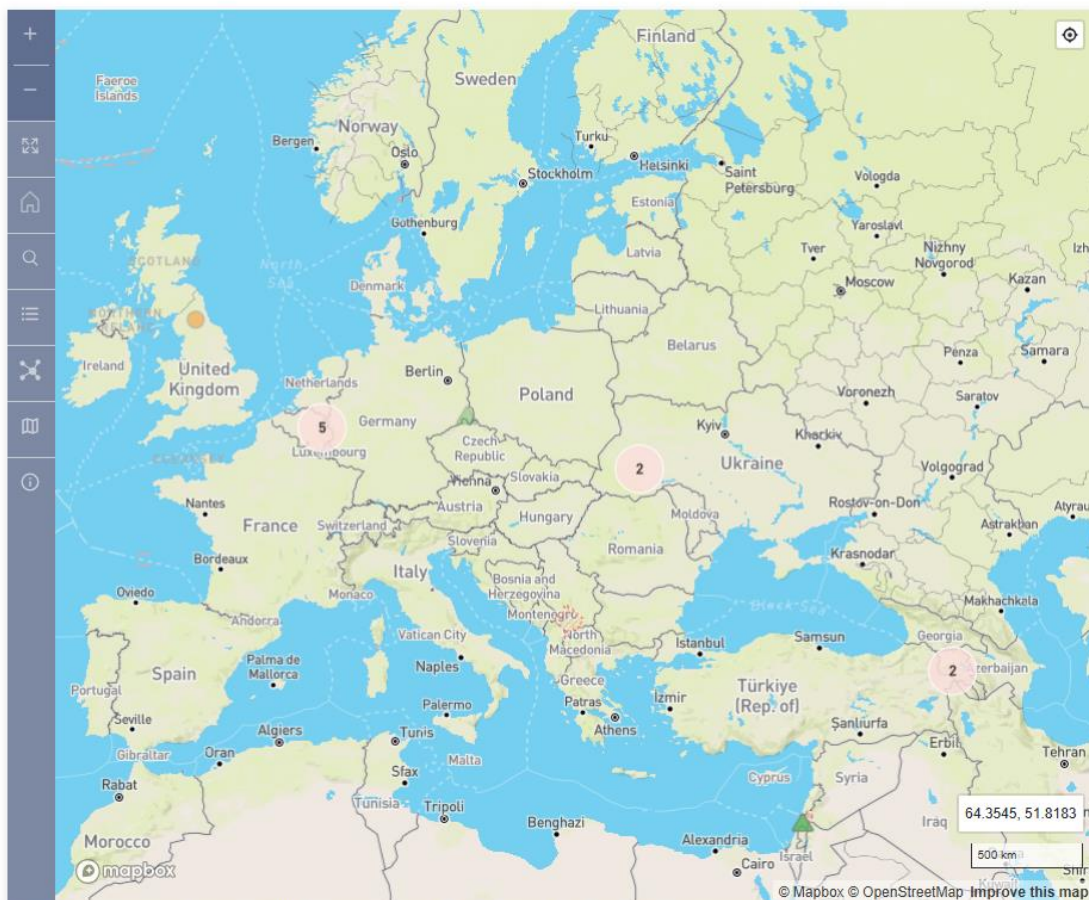 Finland
Sweden
Faeroe
Islands
Norway
Bergen
Oslo
Turku
Helsinki
Saint
Petersburg
Vologda
Stockholm
Estonia
Yaroslavl
Gothenburg
Tver
Nizhny
Novgorod
Latvia
SCOTLAND
North
Sea
Denmark
Moscow
Kazan
Lithuania
Ireland
United
Kingdom
Belarus
Penza
Samara
Netherlands
Berlin
Poland
Voronezh
Saratov
5
Germany
Kyiv
Kharkiv
Luxembourg
Czech
Republic
2
Ukraine
Volgograd
Slovakia
Vienna
Nantes
Austria
Hungary
Moldova
Rostov-on-Don
Atyrau
France
Switzerland
Slovenia
Romania
Astrakhan
Bordeaux
Italy
Krasnodar
Oviedo
Monaco
Bosnia and
Herzegovina
Black Sea
Makhachkala
Andorra
Montenegro
Vatican City
North
Macedonia
Istanbul
Samsun
Georgia
Spain
Palma de
Mallorca
Naples
2
Azerbaijan
Portugal
Greece
Patras
İzmir
Türkiye
(Rep. of)
Seville
Palermo
Athens
Şanlıurfa
Gibraltar
Oran
Algiers
Tunis
Malta
Erbil
Tehran
Rabat
Sfax
Tunisia
Cyprus
Syria
Tripoli
Morocco
Benghazi
Alexandria
Israel
Iraq
64.3545, 51.8183
Cairo
500 km
Kuwait
mapbox
© Mapbox © OpenStreetMap Improve this map